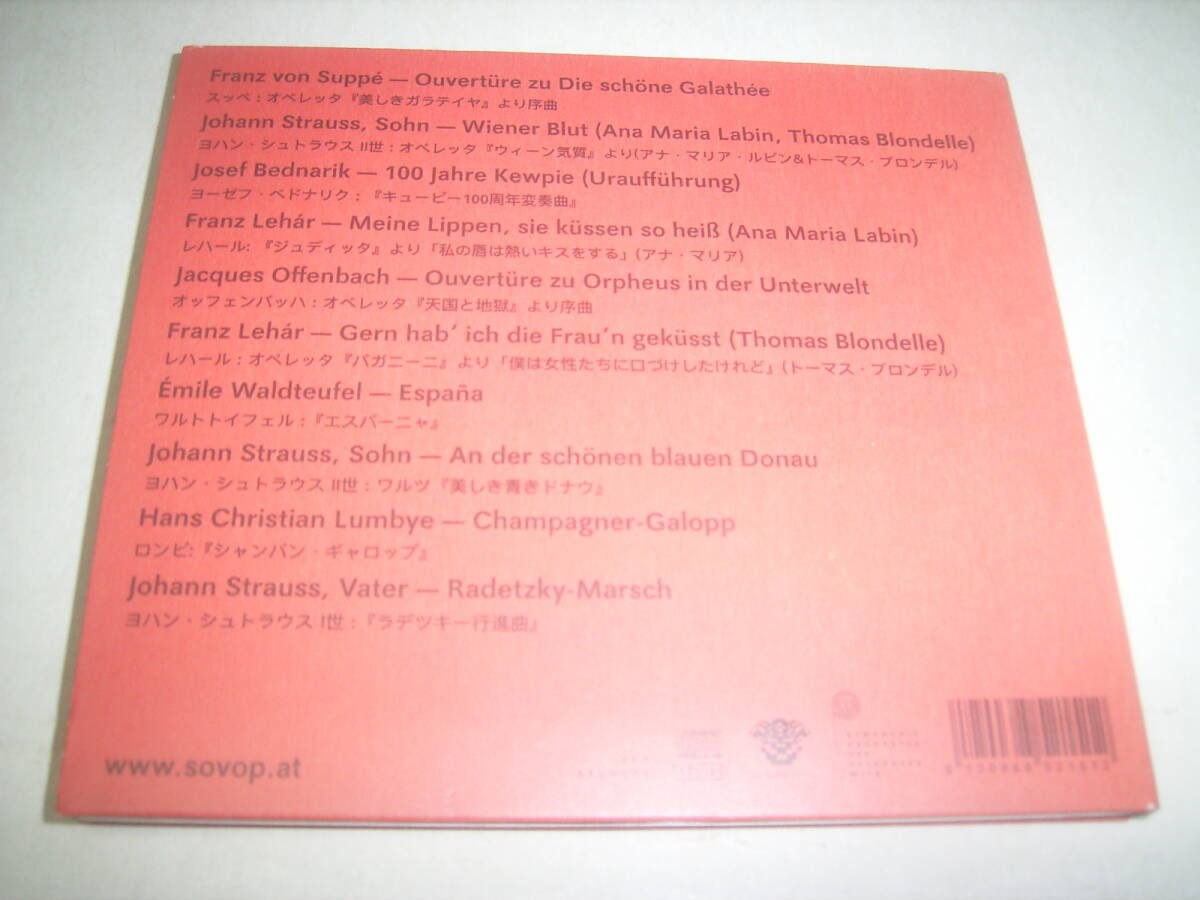 Franz von Suppé — Ouvertüre zu Die schöne Galathée
スッペ：オペレッタ『美しきガラテイヤ』より序曲
Johann Strauss, Sohn — Wiener Blut (Ana Maria Labin, Thomas Blondelle)
ヨハン・シュトラウス II世：オペレッタ『ウィーン気質』より(アナ・マリア・ルビン&トーマス・ブロンデル)
Josef Bednarik — 100 Jahre Kewpie (Uraufführung)
ヨーゼフ・ベドナリク：『キューピー100周年変奏曲』
Franz Lehár — Meine Lippen, sie küssen so heiß (Ana Maria Labin)
レハール:『ジュディッタ』より「私の唇は熱いキスをする」(アナ・マリア)
Jacques Offenbach — Ouvertüre zu Orpheus in der Unterwelt
オッフェンバッハ：オペレッタ『天国と地獄』より序曲
Franz Lehár — Gern hab' ich die Frau'n geküsst (Thomas Blondelle)
レハール：オペレッタ『パガニーニ』より「僕は女性たちに口づけしたけれど」(トーマス・ブロンデル)
Émile Waldteufel — España
ワルトトイフェル：『エスパーニャ』
Johann Strauss, Sohn — An der schönen blauen Donau
ヨハン・シュトラウス II世：ワルツ『美しき青きドナウ』
Hans Christian Lumbye — Champagner-Galopp
ロンビ:『シャンパン・ギャロップ』
Johann Strauss, Vater — Radetzky-Marsch
ヨハン・シュトラウス I世：『ラデツキー行進曲』
www.sovop.at